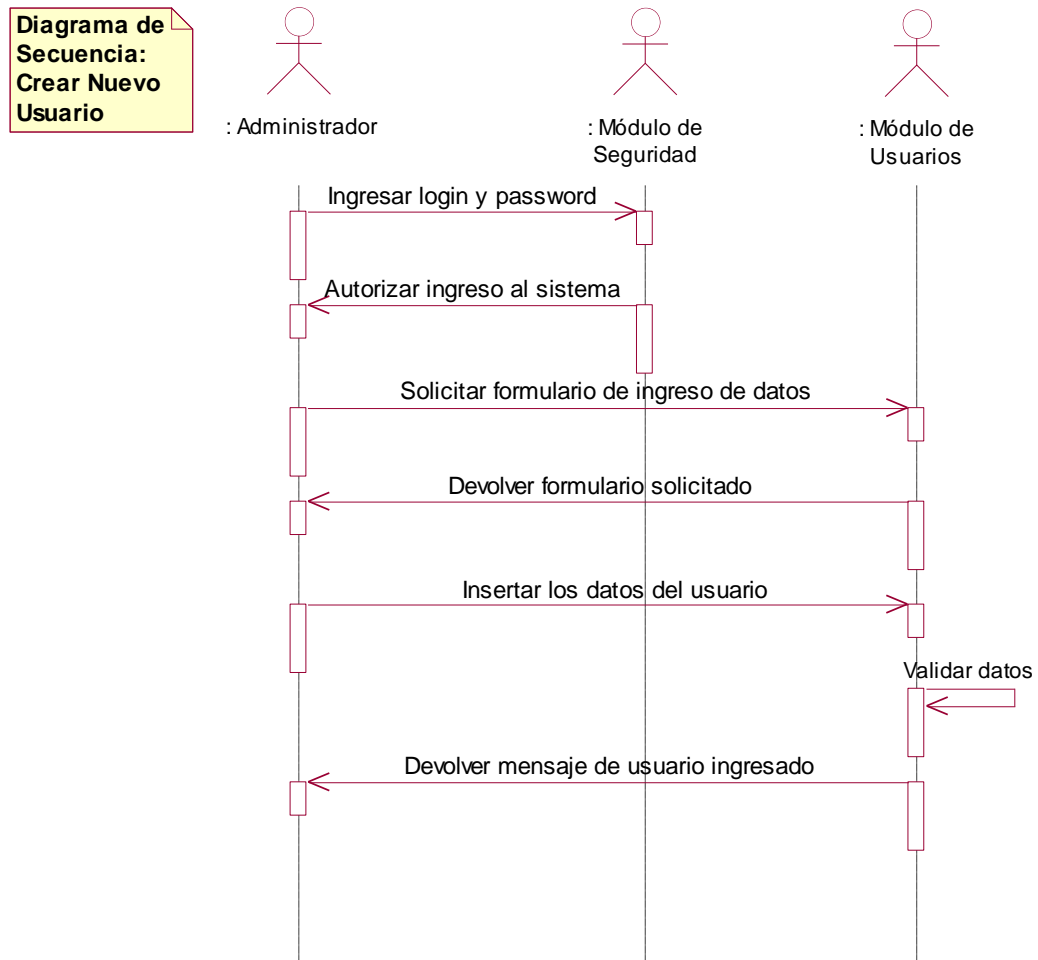 Diagrama de
Secuencia:
Crear Nuevo
Usuario
: Administrador
: Módulo de
Seguridad
: Módulo de
Usuarios
Ingresar login y password
Autorizar ingreso al sistema
Solicitar formulario de ingreso de datos
Devolver formulario solicitado
Insertar los datos del usuario
Validar datos
Devolver mensaje de usuario ingresado